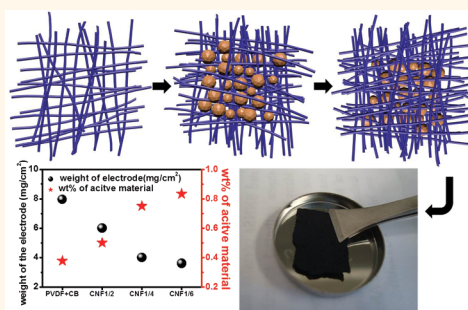 weight of the electrode (mg/cm²)
10
8
6
4
2
weight of electrode(mg/cm²)
wt% of acitve material
PVDF+CB CNF1/2 CNF1/4 CNF1/6
1.0
0.8
0.6
0.4
0.2
wt% of acitve material